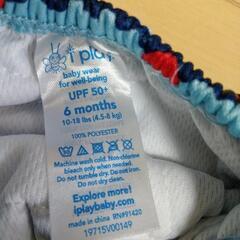 i play.
baby wear
for well-being
UPF 50+
6 months
10-18 lbs (4.5-8 kg)
100% POLYESTER
Machine wash cold. Non-chlorine
bleach only when needed.
Do not tumble dry. Do not iron.
Do not dry clean.
Explore more!
iplaybaby.com
china RN#91420
19715V00149